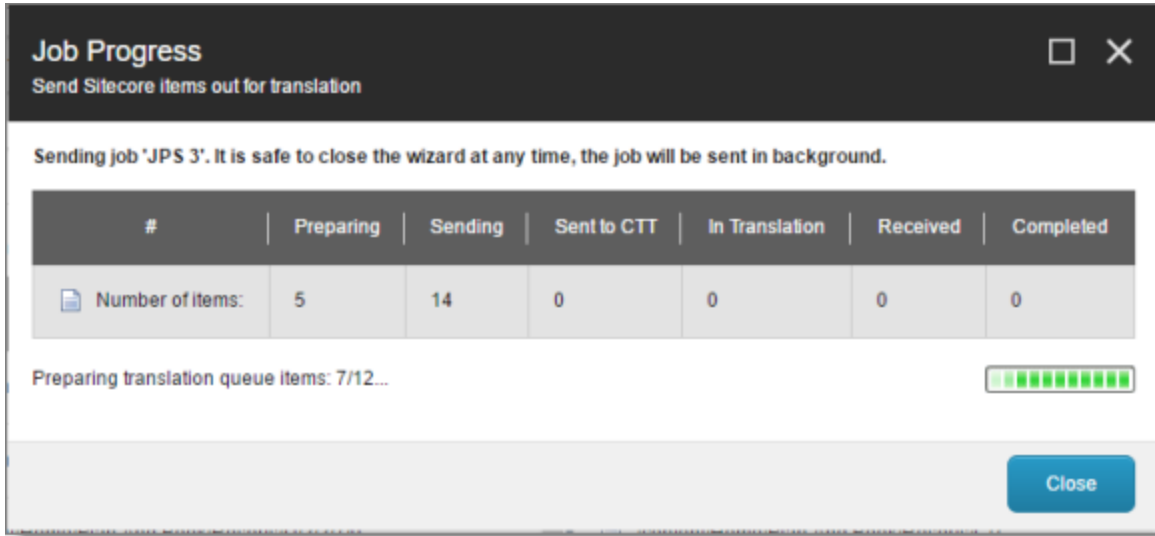 Job Progress
Send Sitecore items out for translation
Sending job 'JPS 3'. It is safe to close the wizard at any time, the job will be sent in background.
# Preparing Sending Sent to CTT In Translation Received Completed
Number of items: 5 14 0 0 0 0
Preparing translation queue items: 7/12...
Close